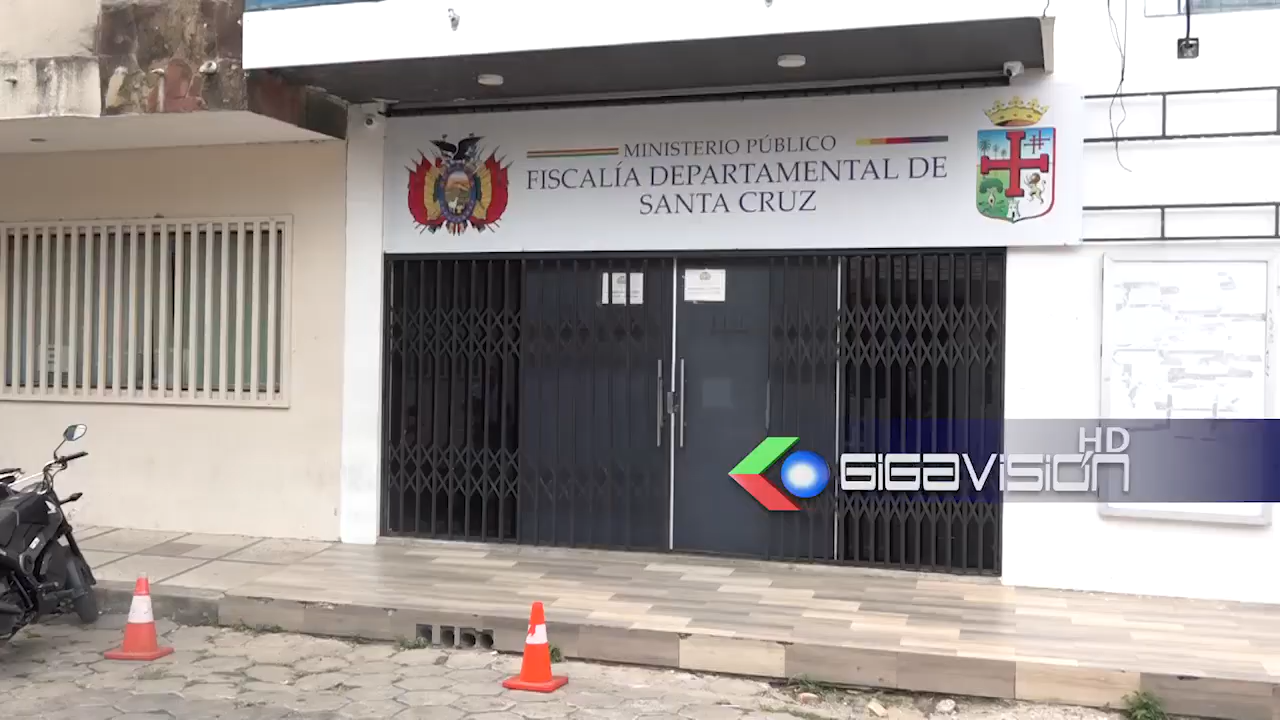 MINISTERIO PÚBLICO
FISCALÍA DEPARTAMENTAL DE
SANTA CRUZ
HD
GIGAVISIÓN